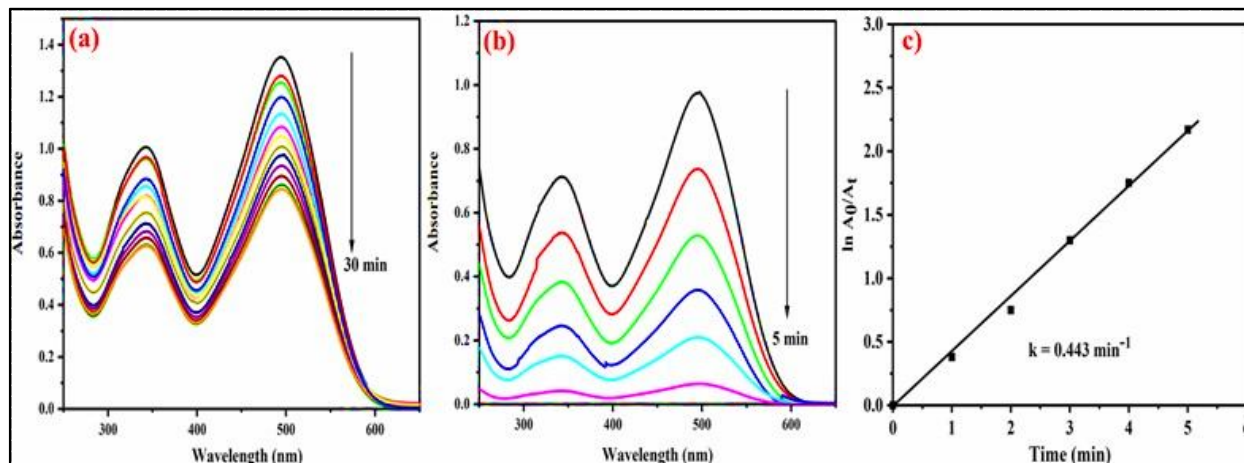 (a)
1.4
1.2
1.0
0.8
0.6
0.4
0.2
0.0
Absorbance
30 min
300 400 500 600
Wavelength (nm)
(b)
1.2
1.0
0.8
0.6
0.4
0.2
0.0
Absorbance
5 min
300 400 500 600
Wavelength (nm)
c)
3.0
2.5
2.0
1.5
1.0
0.5
0.0
ln A0/At
k = 0.443 min⁻¹
0 1 2 3 4 5 6
Time (min)